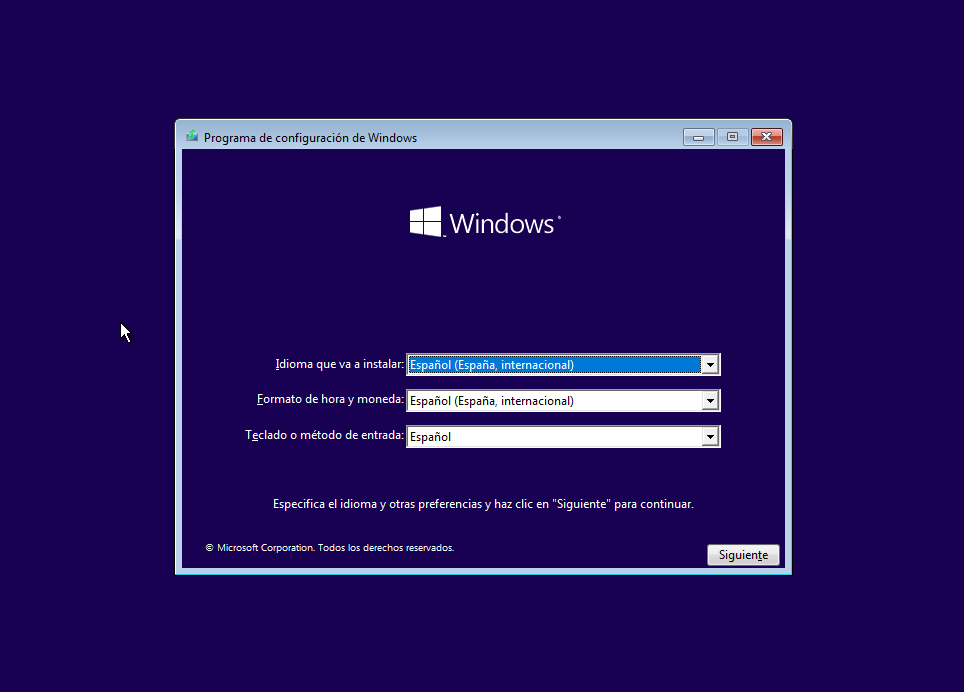 Programa de configuración de Windows
Windows
Idioma que va a instalar: Español (España, internacional)
Formato de hora y moneda: Español (España, internacional)
Teclado o método de entrada: Español
Especifica el idioma y otras preferencias y haz clic en "Siguiente" para continuar.
© Microsoft Corporation. Todos los derechos reservados.
Siguiente